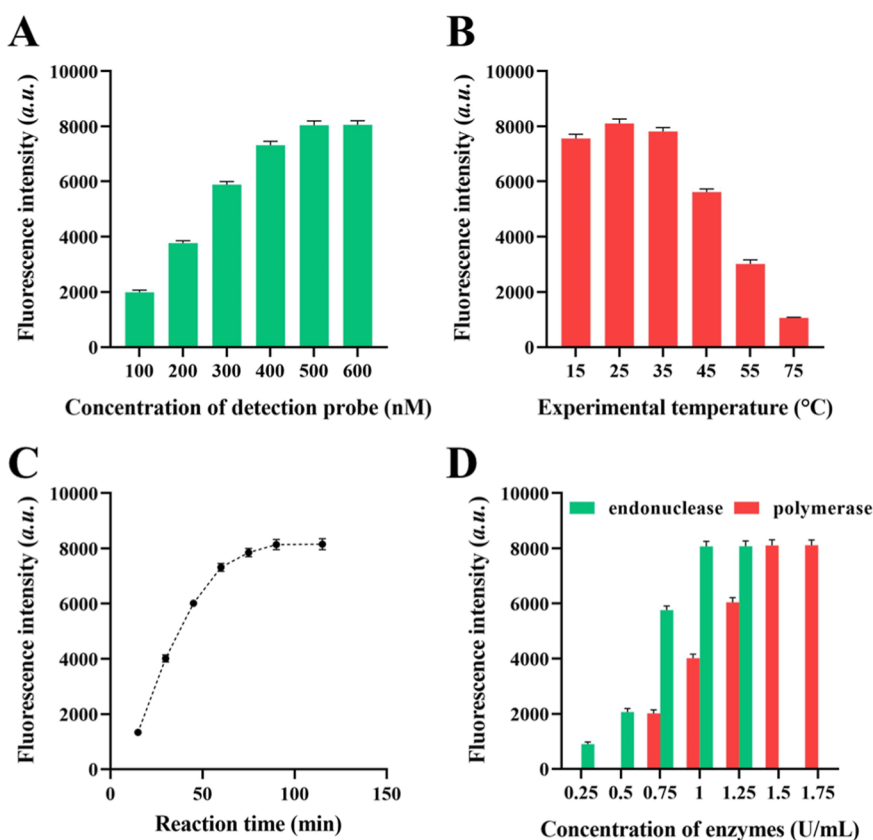 A
Fluorescence intensity (a.u.)
10000
8000
6000
4000
2000
0
100 200 300 400 500 600
Concentration of detection probe (nM)
B
Fluorescence intensity (a.u.)
10000
8000
6000
4000
2000
0
15 25 35 45 55 75
Experimental temperature (°C)
C
Fluorescence intensity (a.u.)
10000
8000
6000
4000
2000
0
0 50 100 150
Reaction time (min)
D
Fluorescence intensity (a.u.)
10000
8000
6000
4000
2000
0
endonuclease polymerase
0.25 0.5 0.75 1 1.25 1.5 1.75
Concentration of enzymes (U/mL)